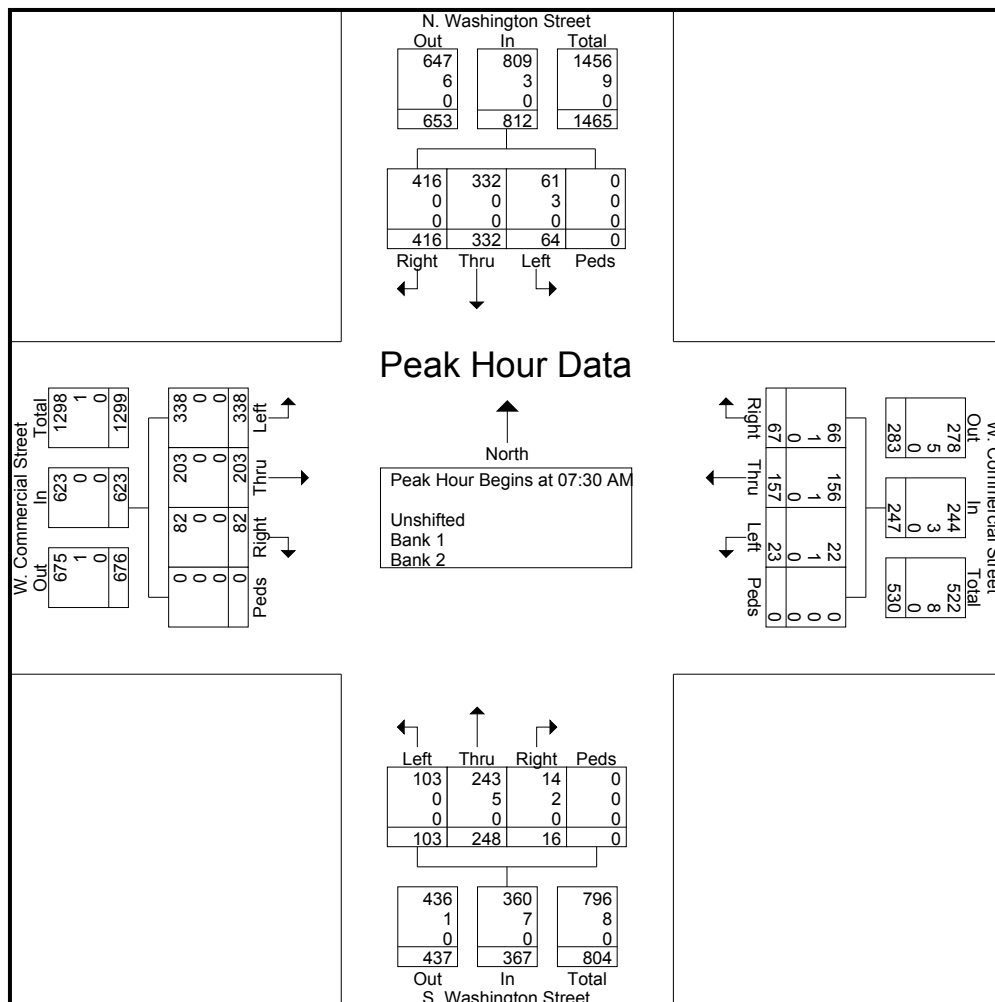 N. Washington Street
Out In Total
647 809 1456
6 3 9
0 0 0
653 812 1465
416 332 61 0
0 0 3 0
0 0 0 0
416 332 64 0
Right Thru Left Peds
Peak Hour Data
North
Peak Hour Begins at 07:30 AM
Unshifted
Bank 1
Bank 2
W. Commercial Street
Out In Total
675 623 1298
1 0 1
0 0 0
676 623 1299
0 82 203 338
0 0 0 0
0 0 0 0
0 82 203 338
Peds Right Thru Left
W. Commercial Street
Out In Total
278 244 522
5 3 8
0 0 0
283 247 530
66 156 22 0
1 1 1 0
0 0 0 0
67 157 23 0
Right Thru Left Peds
Left Thru Right Peds
103 243 14 0
0 5 2 0
0 0 0 0
103 248 16 0
436 360 796
1 7 8
0 0 0
437 367 804
Out In Total
S. Washington Street